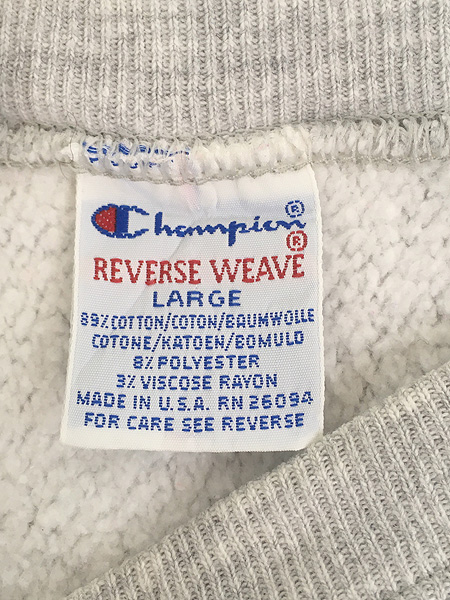 Champion®
REVERSE WEAVE®
LARGE
89% COTTON/COTON/BAUMWOLLE
COTONE/KATOEN/BOMULD
8% POLYESTER
3% VISCOSE RAYON
MADE IN U.S.A. RN 26094
FOR CARE SEE REVERSE